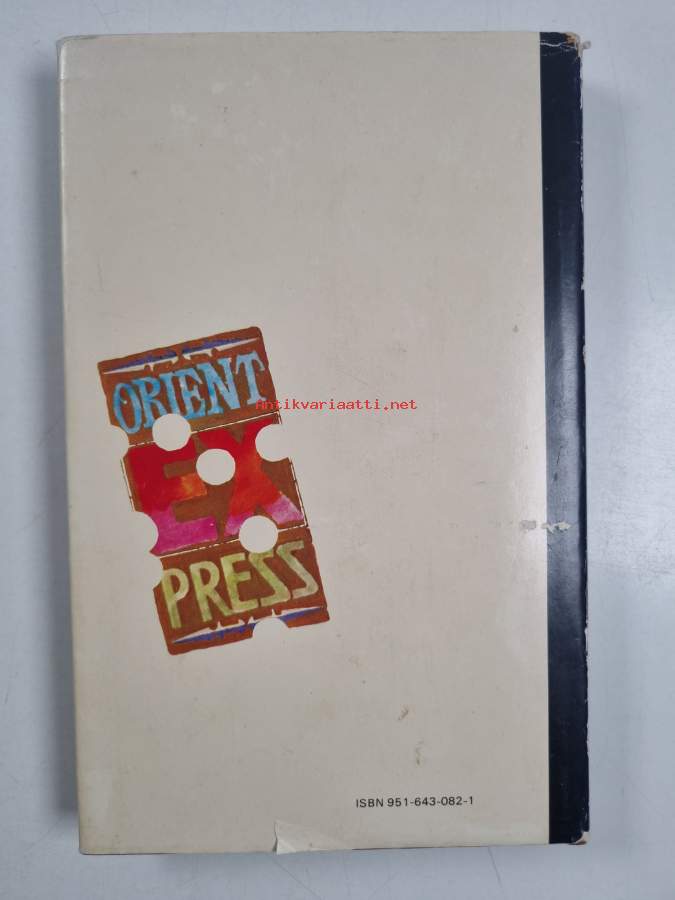 ORIENT
Antikvariaatti.net
EX
PRESS
ISBN 951-643-082-1